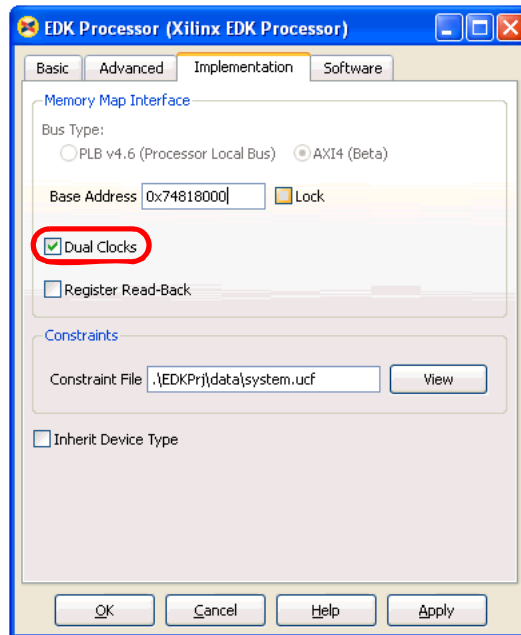 EDK Processor (Xilinx EDK Processor)
Basic Advanced Implementation Software
Memory Map Interface
Bus Type:
PLB v4.6 (Processor Local Bus) AXI4 (Beta)
Base Address 0x74818000 Lock
Dual Clocks
Register Read-Back
Constraints
Constraint File .\EDKPrj\data\system.ucf View
Inherit Device Type
OK Cancel Help Apply